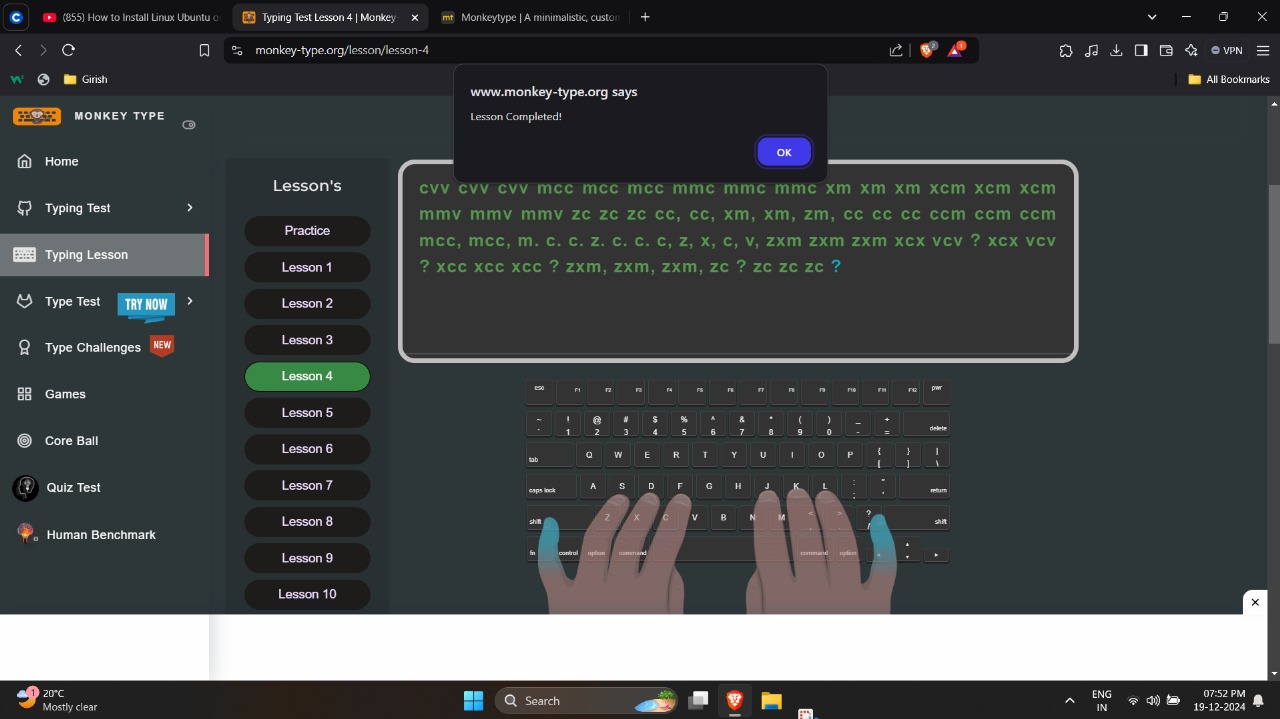 (855) How to Install Linux Ubuntu o
Typing Test Lesson 4 | Monkey-
mt Monkeytype | A minimalistic, custom
monkey-type.org/lesson/lesson-4
2
1
VPN
Girish
All Bookmarks
www.monkey-type.org says
Lesson Completed!
OK
MONKEY TYPE
Home
Typing Test
Typing Lesson
Type Test TRY NOW
Type Challenges NEW
Games
Core Ball
Quiz Test
Human Benchmark
Lesson's
Practice
Lesson 1
Lesson 2
Lesson 3
Lesson 4
Lesson 5
Lesson 6
Lesson 7
Lesson 8
Lesson 9
Lesson 10
cvv cvv cvv mcc mcc mcc mmc mmc mmc xm xm xm xcm xcm xcm
mmv mmv mmv zc zc zc cc, cc, xm, xm, zm, cc cc cc ccm ccm ccm
mcc, mcc, m. c. c. z. c. c. c, z, x, c, v, zxm zxm zxm xcx vcv ? xcx vcv
? xcc xcc xcc ? zxm, zxm, zxm, zc ? zc zc zc ?
esc F1 F2 F3 F4 F5 F6 F7 F8 F9 F10 F11 F12 pwr
~ ! @ # $ % ^ & * ( ) _ +
` 1 2 3 4 5 6 7 8 9 0 - = delete
tab Q W E R T Y U I O P { } |
[ ] \
caps lock A S D F G H J K L : " return
; '
shift Z X C V B N M < > ? shift
/
fn control option command command option
20°C
Mostly clear
1
Search
ENG
IN
07:52 PM
19-12-2024